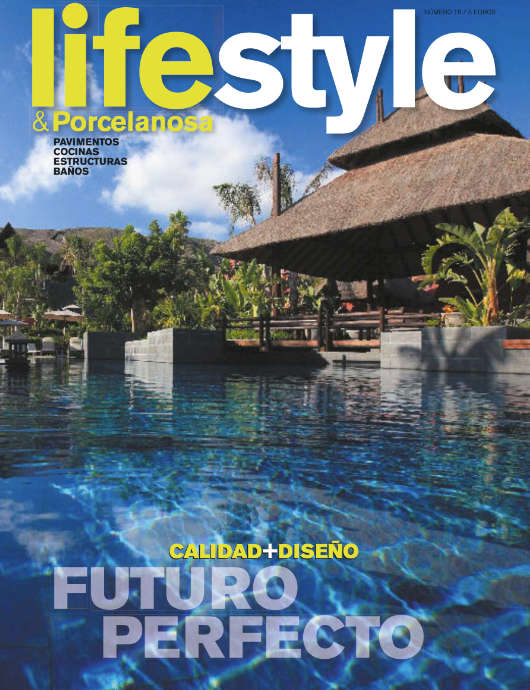 lifestyle
& Porcelanosa
PAVIMENTOS
COCINAS
ESTRUCTURAS
BAÑOS
CALIDAD+DISEÑO
FUTURO
PERFECTO